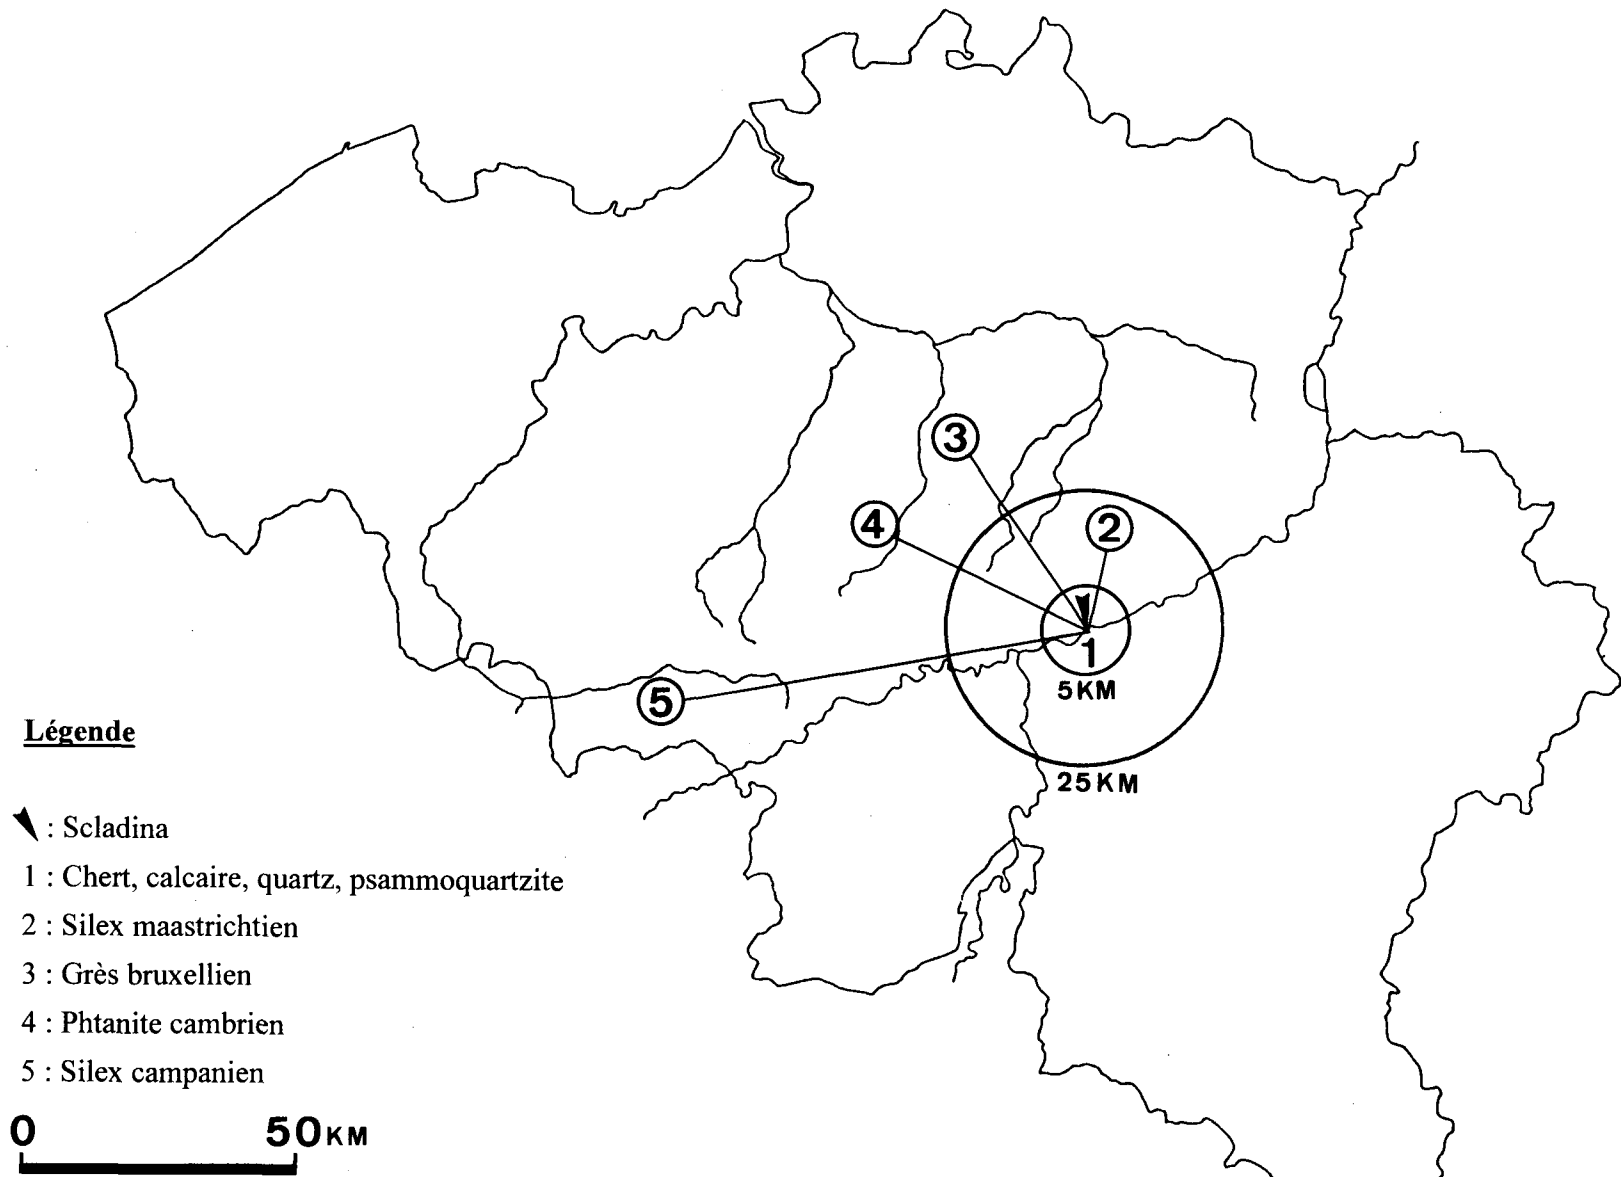 3
4
2
1
5KM
5
25KM
Légende
: Scladina
1 : Chert, calcaire, quartz, psammoquartzite
2 : Silex maastrichtien
3 : Grès bruxellien
4 : Phtanite cambrien
5 : Silex campanien
0 50KM